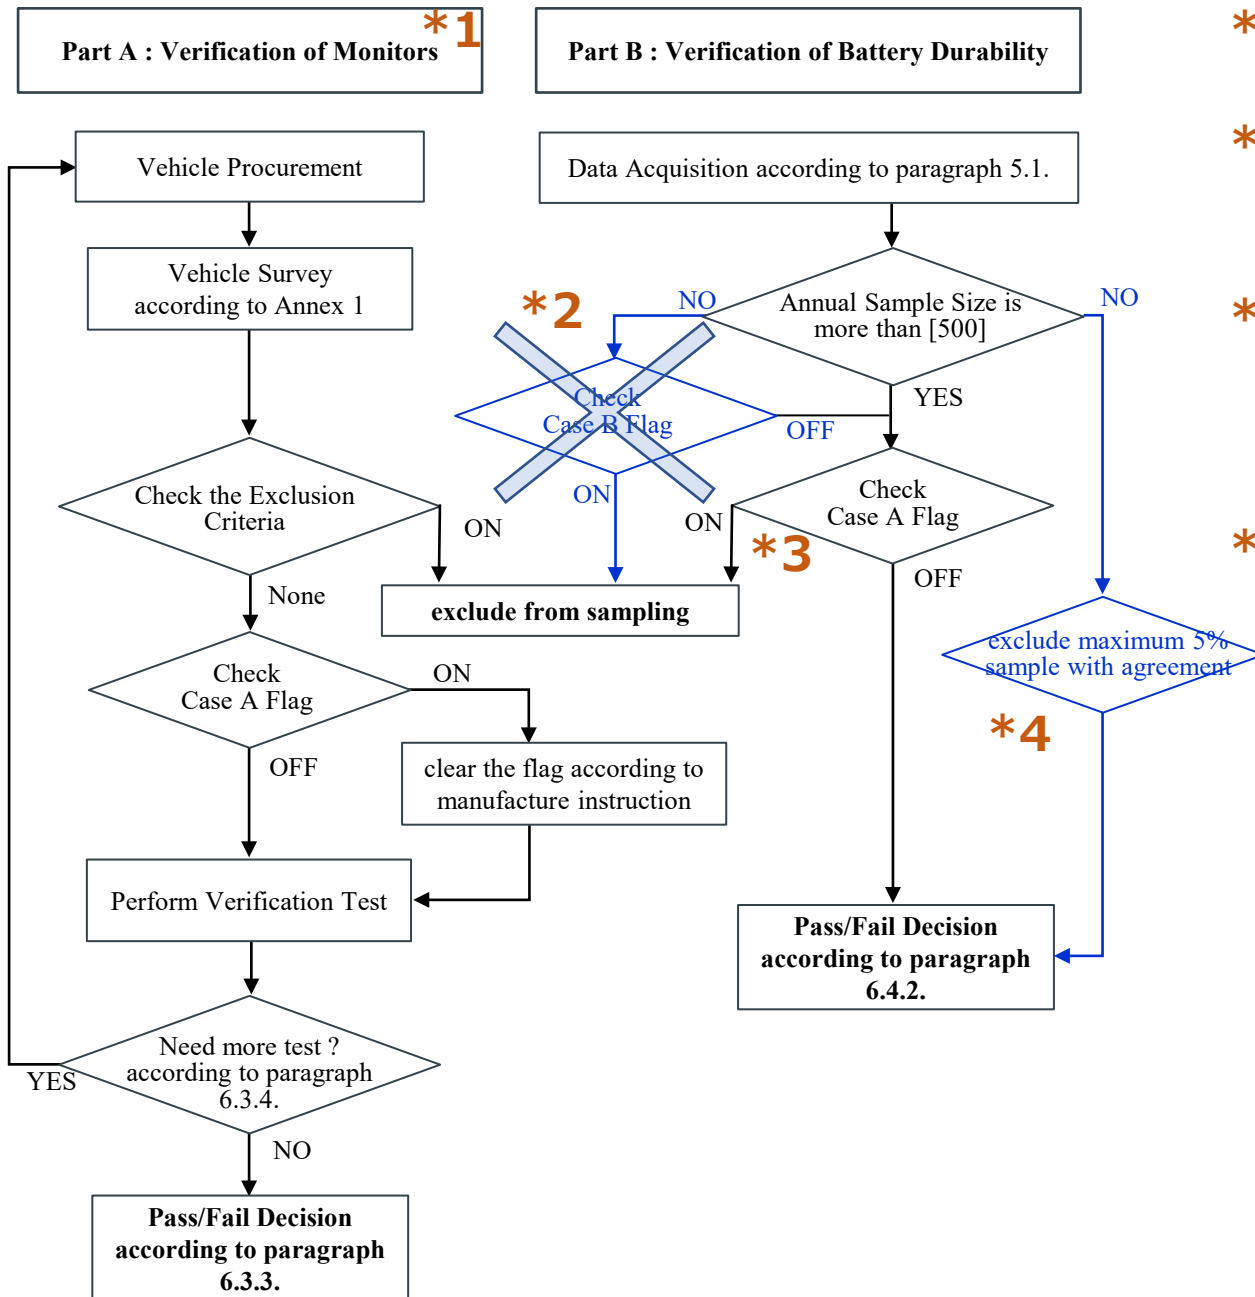 Part A : Verification of Monitors
*1
Part B : Verification of Battery Durability
*
Vehicle Procurement
Data Acquisition according to paragraph 5.1.
*
Vehicle Survey
according to Annex 1
*2
NO
Annual Sample Size is
more than [500]
NO
*
YES
Check
Case B Flag
OFF
Check the Exclusion
Criteria
ON
ON
ON
Check
Case A Flag
*3
*
None
exclude from sampling
OFF
Check
Case A Flag
ON
exclude maximum 5%
sample with agreement
*4
OFF
clear the flag according to
manufacture instruction
Perform Verification Test
Pass/Fail Decision
according to paragraph
6.4.2.
Need more test ?
according to paragraph
6.3.4.
YES
NO
Pass/Fail Decision
according to paragraph
6.3.3.